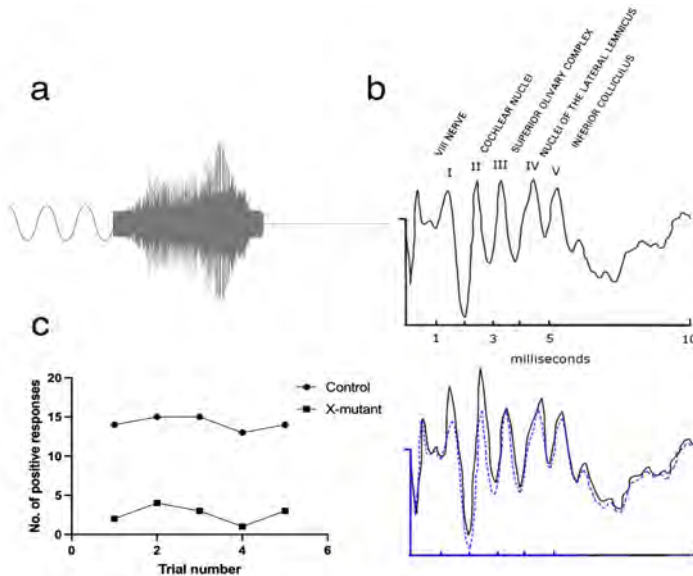 a
b
VIII NERVE
COCHLEAR NUCLEI
SUPERIOR OLIVARY COMPLEX
NUCLEI OF THE LATERAL LEMNICUS
INFERIOR COLLICULUS
I II III IV V
1 3 5 10
milliseconds
c
No. of positive responses
20
15
10
5
0
0 2 4 6
Trial number
Control
X-mutant